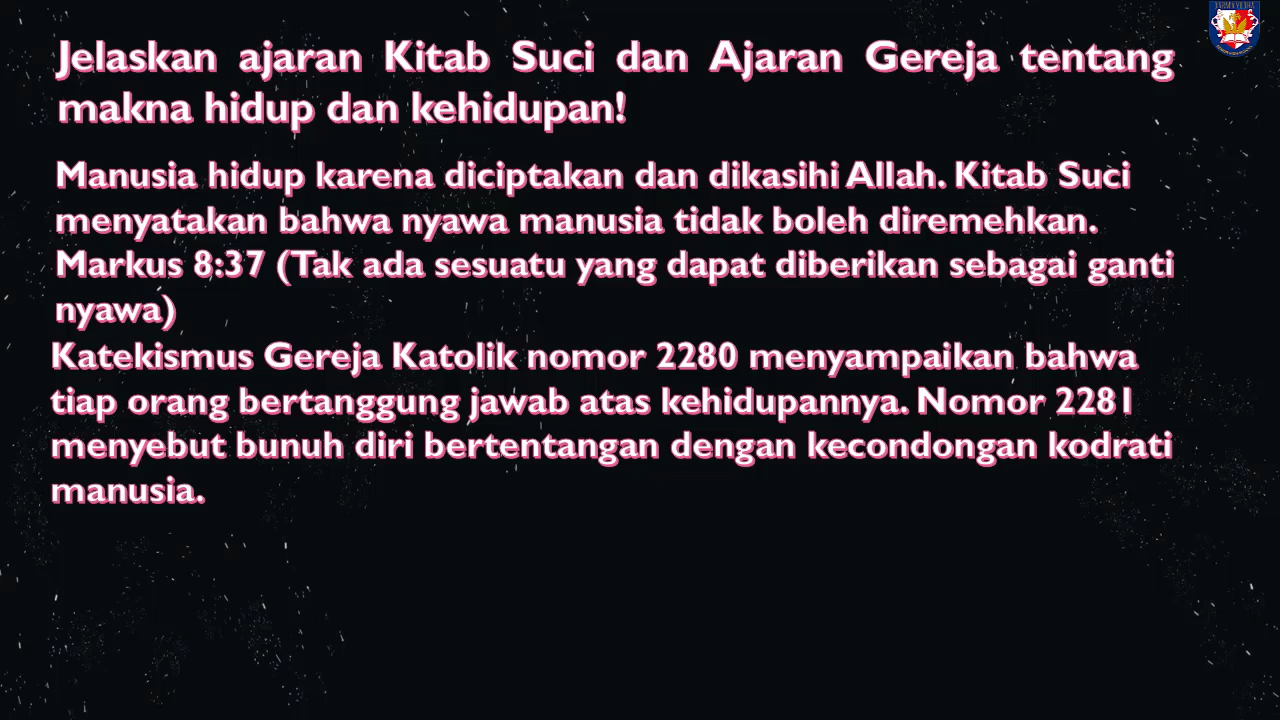 Jelaskan ajaran Kitab Suci dan Ajaran Gereja tentang
makna hidup dan kehidupan!
Manusia hidup karena diciptakan dan dikasihi Allah. Kitab Suci
menyatakan bahwa nyawa manusia tidak boleh diremehkan.
Markus 8:37 (Tak ada sesuatu yang dapat diberikan sebagai ganti
nyawa)
Katekismus Gereja Katolik nomor 2280 menyampaikan bahwa
tiap orang bertanggung jawab atas kehidupannya. Nomor 2281
menyebut bunuh diri bertentangan dengan kecondongan kodrati
manusia.